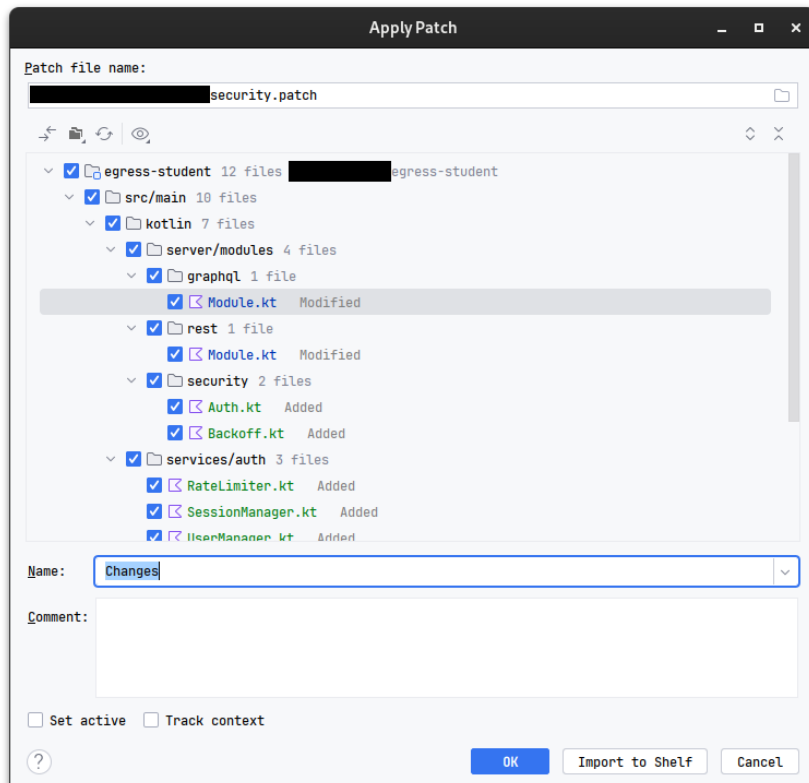 Apply Patch
Patch file name:
security.patch
egress-student 12 files egress-student
src/main 10 files
kotlin 7 files
server/modules 4 files
graphql 1 file
Module.kt Modified
rest 1 file
Module.kt Modified
security 2 files
Auth.kt Added
Backoff.kt Added
services/auth 3 files
RateLimiter.kt Added
SessionManager.kt Added
UserManager.kt Added
Name: Changes
Comment:
Set active Track context
? OK Import to Shelf Cancel